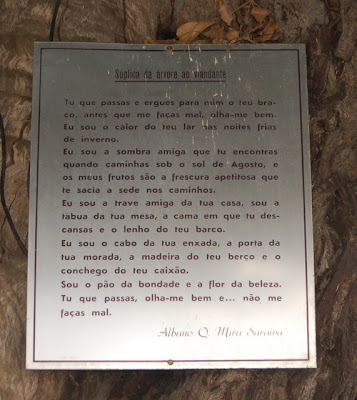 Súplica da árvore ao viandante
Tu que passas e ergues para mim o teu bra-
ço, antes que me faças mal, olha-me bem.
Eu sou o calor do teu lar nas noites frias
de inverno.
Eu sou a sombra amiga que tu encontras
quando caminhas sob o sol de Agosto, e
os meus frutos são a frescura apetitosa que
te sacia a sede nos caminhos.
Eu sou a trave amiga da tua casa, sou a
tábua da tua mesa, a cama em que tu des-
cansas e o lenho do teu barco.
Eu sou o cabo da tua enxada, a porta da
tua morada, a madeira do teu berço e o
conchego do teu caixão.
Sou o pão da bondade e a flor da beleza.
Tu que passas, olha-me bem e... não me
faças mal.
Albano Q. Mira Saraiva